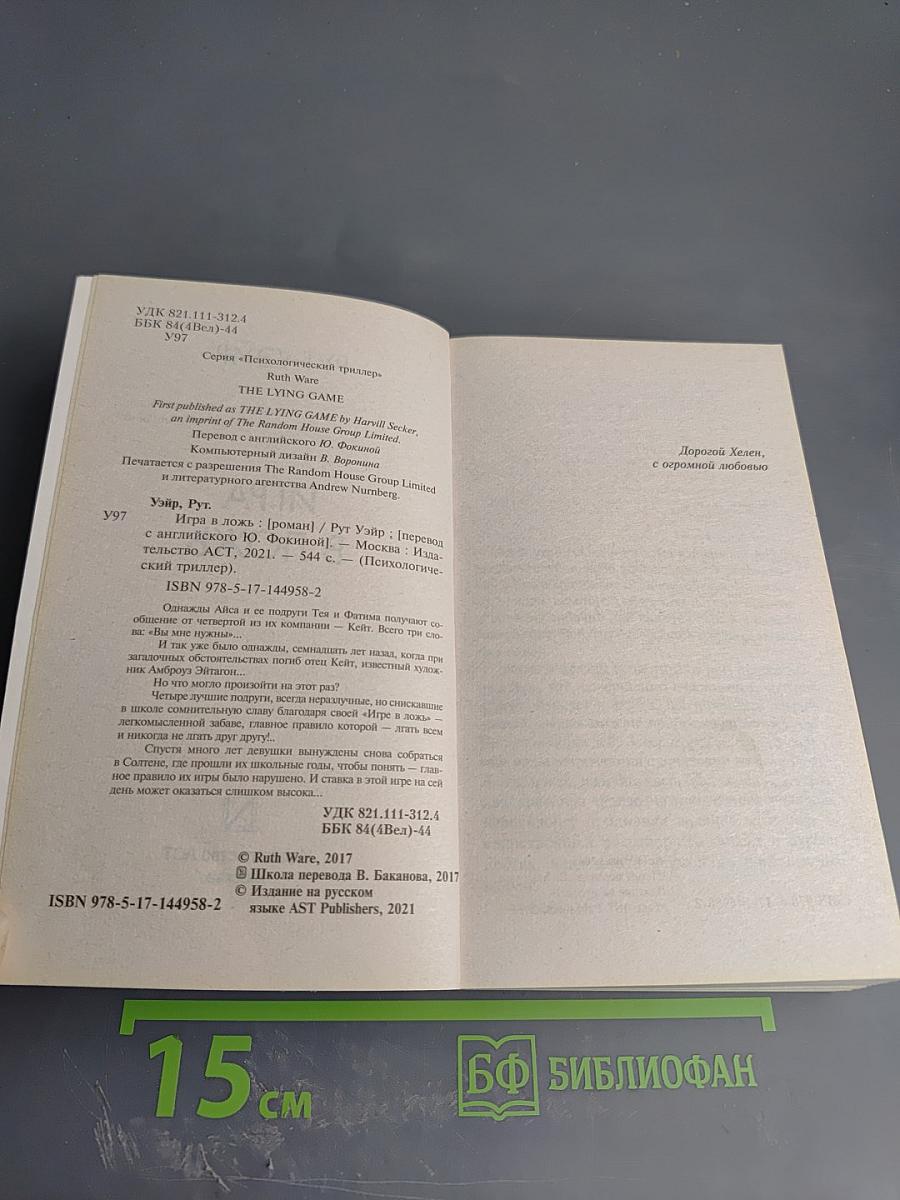 УДК 821.111-312.4
ББК 84(4Вел)-44
У97
Серия «Психологический триллер»
Ruth Ware
THE LYING GAME
First published as THE LYING GAME by Harvill Secker,
an imprint of The Random House Group Limited.
Перевод с английского Ю. Фокиной
Компьютерный дизайн В. Воронина
Печатается с разрешения The Random House Group Limited
и литературного агентства Andrew Nurnberg.
Уэйр, Рут.
У97
Игра в ложь : [роман] / Рут Уэйр ; [перевод
с английского Ю. Фокиной]. — Москва : Изда-
тельство АСТ, 2021. — 544 с. — (Психологиче-
ский триллер).
ISBN 978-5-17-144958-2
Однажды Айса и ее подруги Тея и Фатима получают со-
общение от четвертой из их компании — Кейт. Всего три сло-
ва: «Вы мне нужны»...
И так уже было однажды, семнадцать лет назад, когда при
загадочных обстоятельствах погиб отец Кейт, известный худож-
ник Амброуз Эйтагон...
Но что могло произойти на этот раз?
Четыре лучшие подруги, всегда неразлучные, но снискавшие
в школе сомнительную славу благодаря своей «Игре в ложь» —
легкомысленной забаве, главное правило которой — лгать всем
и никогда не лгать друг другу!..
Спустя много лет девушки вынуждены снова собраться
в Солтене, где прошли их школьные годы, чтобы понять — глав-
ное правило их игры было нарушено. И ставка в этой игре на сей
день может оказаться слишком высока...
УДК 821.111-312.4
ББК 84(4Вел)-44
© Ruth Ware, 2017
Школа перевода В. Баканова, 2017
© Издание на русском
языке AST Publishers, 2021
ISBN 978-5-17-144958-2
Дорогой Хелен,
с огромной любовью
15 см
БФ БИБЛИОФАН